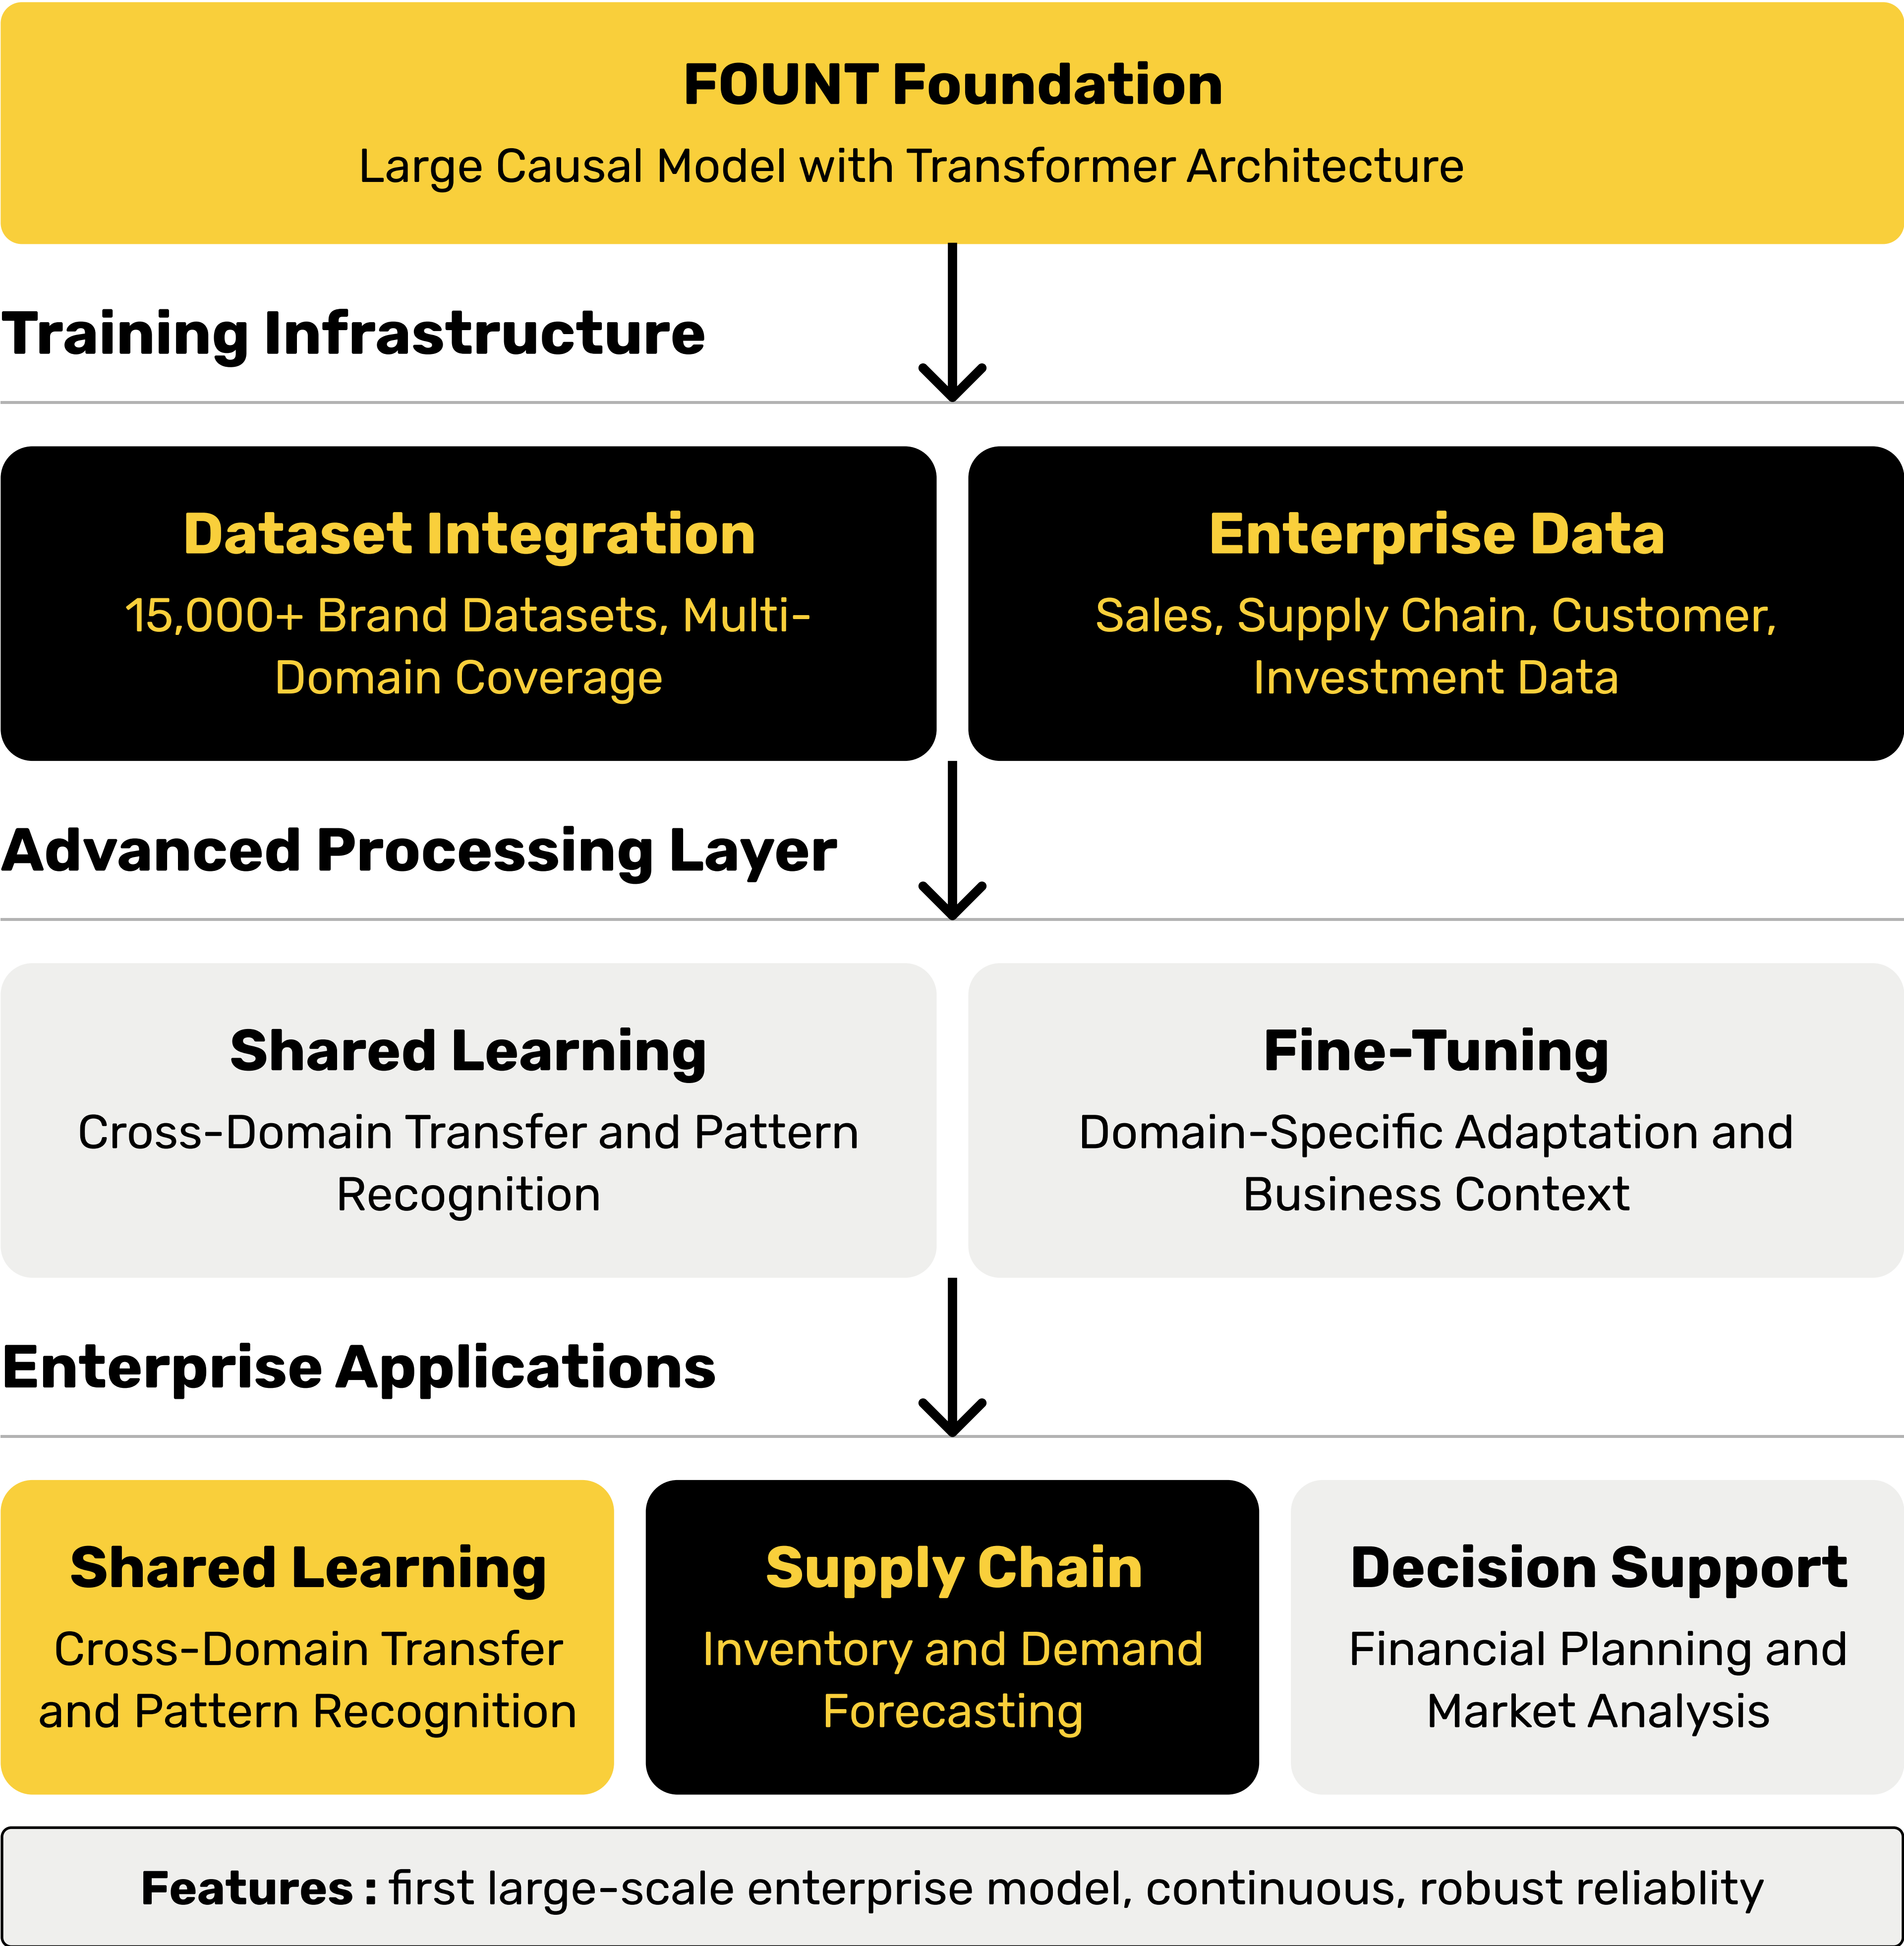 FOUNT Foundation
Large Causal Model with Transformer Architecture
Training Infrastructure
Dataset Integration
15,000+ Brand Datasets, Multi-
Domain Coverage
Enterprise Data
Sales, Supply Chain, Customer,
Investment Data
Advanced Processing Layer
Shared Learning
Cross-Domain Transfer and Pattern
Recognition
Fine-Tuning
Domain-Specific Adaptation and
Business Context
Enterprise Applications
Shared Learning
Cross-Domain Transfer
and Pattern Recognition
Supply Chain
Inventory and Demand
Forecasting
Decision Support
Financial Planning and
Market Analysis
Features : first large-scale enterprise model, continuous, robust reliablity